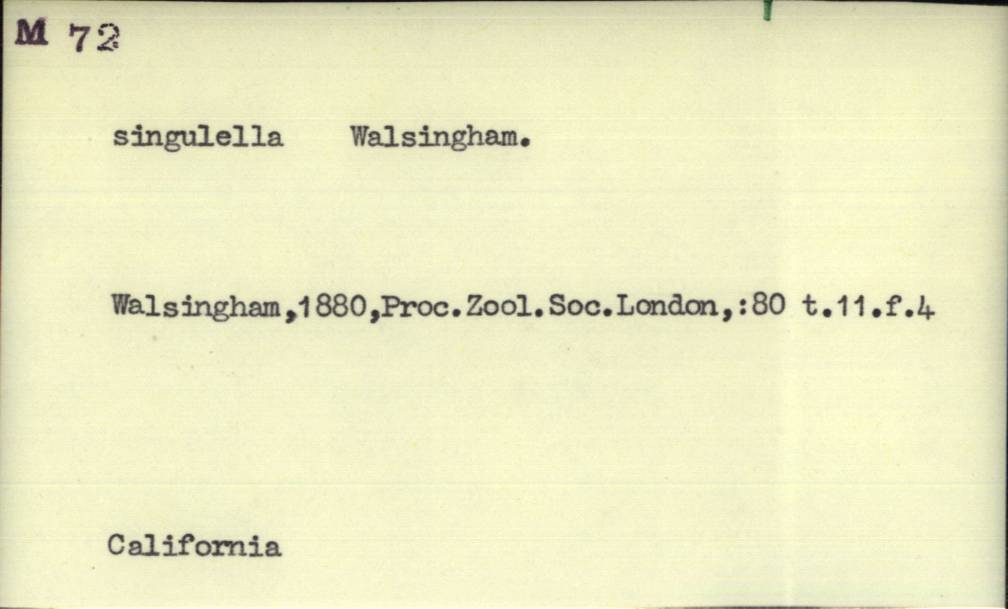 M 72
singulella Walsingham.
Walsingham,1880,Proc.Zool.Soc.London,:80 t.11.f.4
California